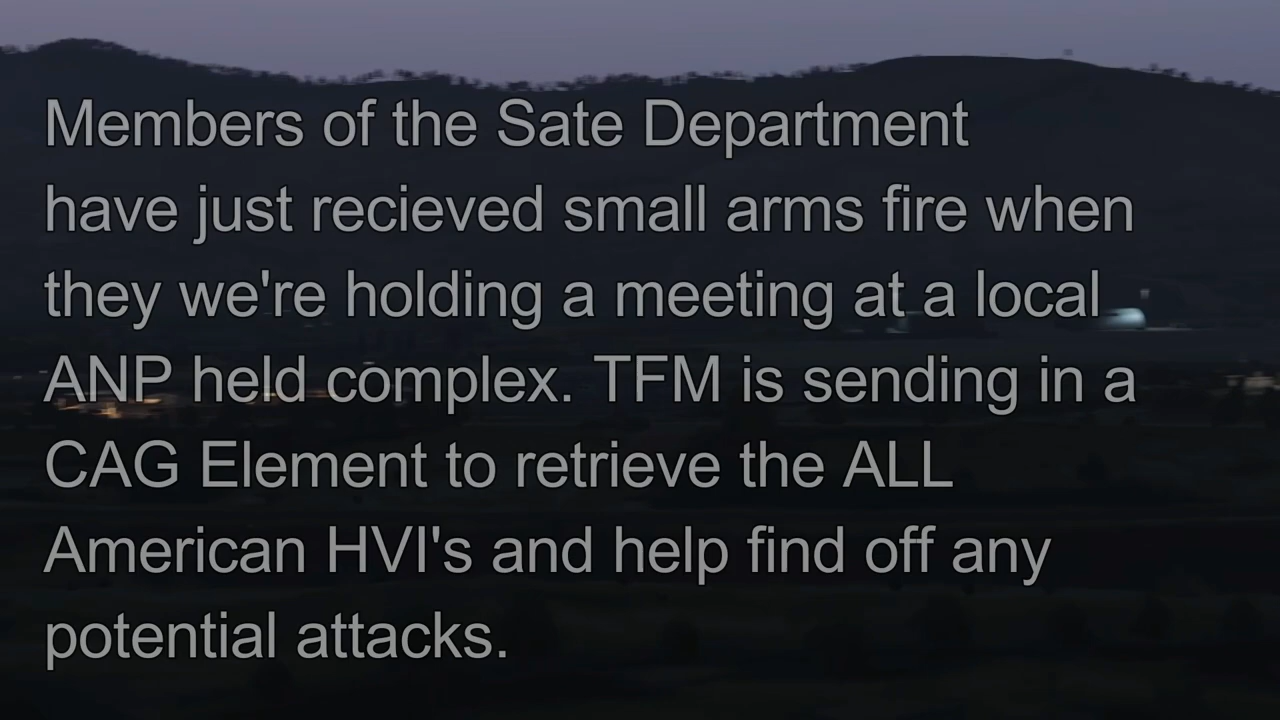 Members of the Sate Department
have just recieved small arms fire when
they we're holding a meeting at a local
ANP held complex. TFM is sending in a
CAG Element to retrieve the ALL
American HVI's and help find off any
potential attacks.